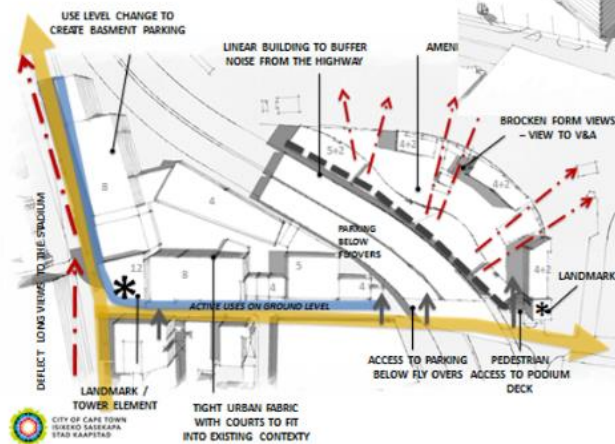 USE LEVEL CHANGE TO
CREATE BASMENT PARKING
LINEAR BUILDING TO BUFFER
NOISE FROM THE HIGHWAY
AMENI
BROCKEN FORM VIEWS
– VIEW TO V&A
5+2
4+2
4+2
4+2
8
4
PARKING
BELOW
FLYOVERS
12
8
5
4
4
4+2
LANDMARK
*
*
ACTIVE USES ON GROUND LEVEL
DEFLECT LONG VIEWS TO THE STADIUM
LANDMARK /
TOWER ELEMENT
TIGHT URBAN FABRIC
WITH COURTS TO FIT
INTO EXISTING CONTEXTY
ACCESS TO PARKING
BELOW FLY OVERS
PEDESTRIAN
ACCESS TO PODIUM
DECK
CITY OF CAPE TOWN
ISIXEKO SASEKAPA
STAD KAAPSTAD